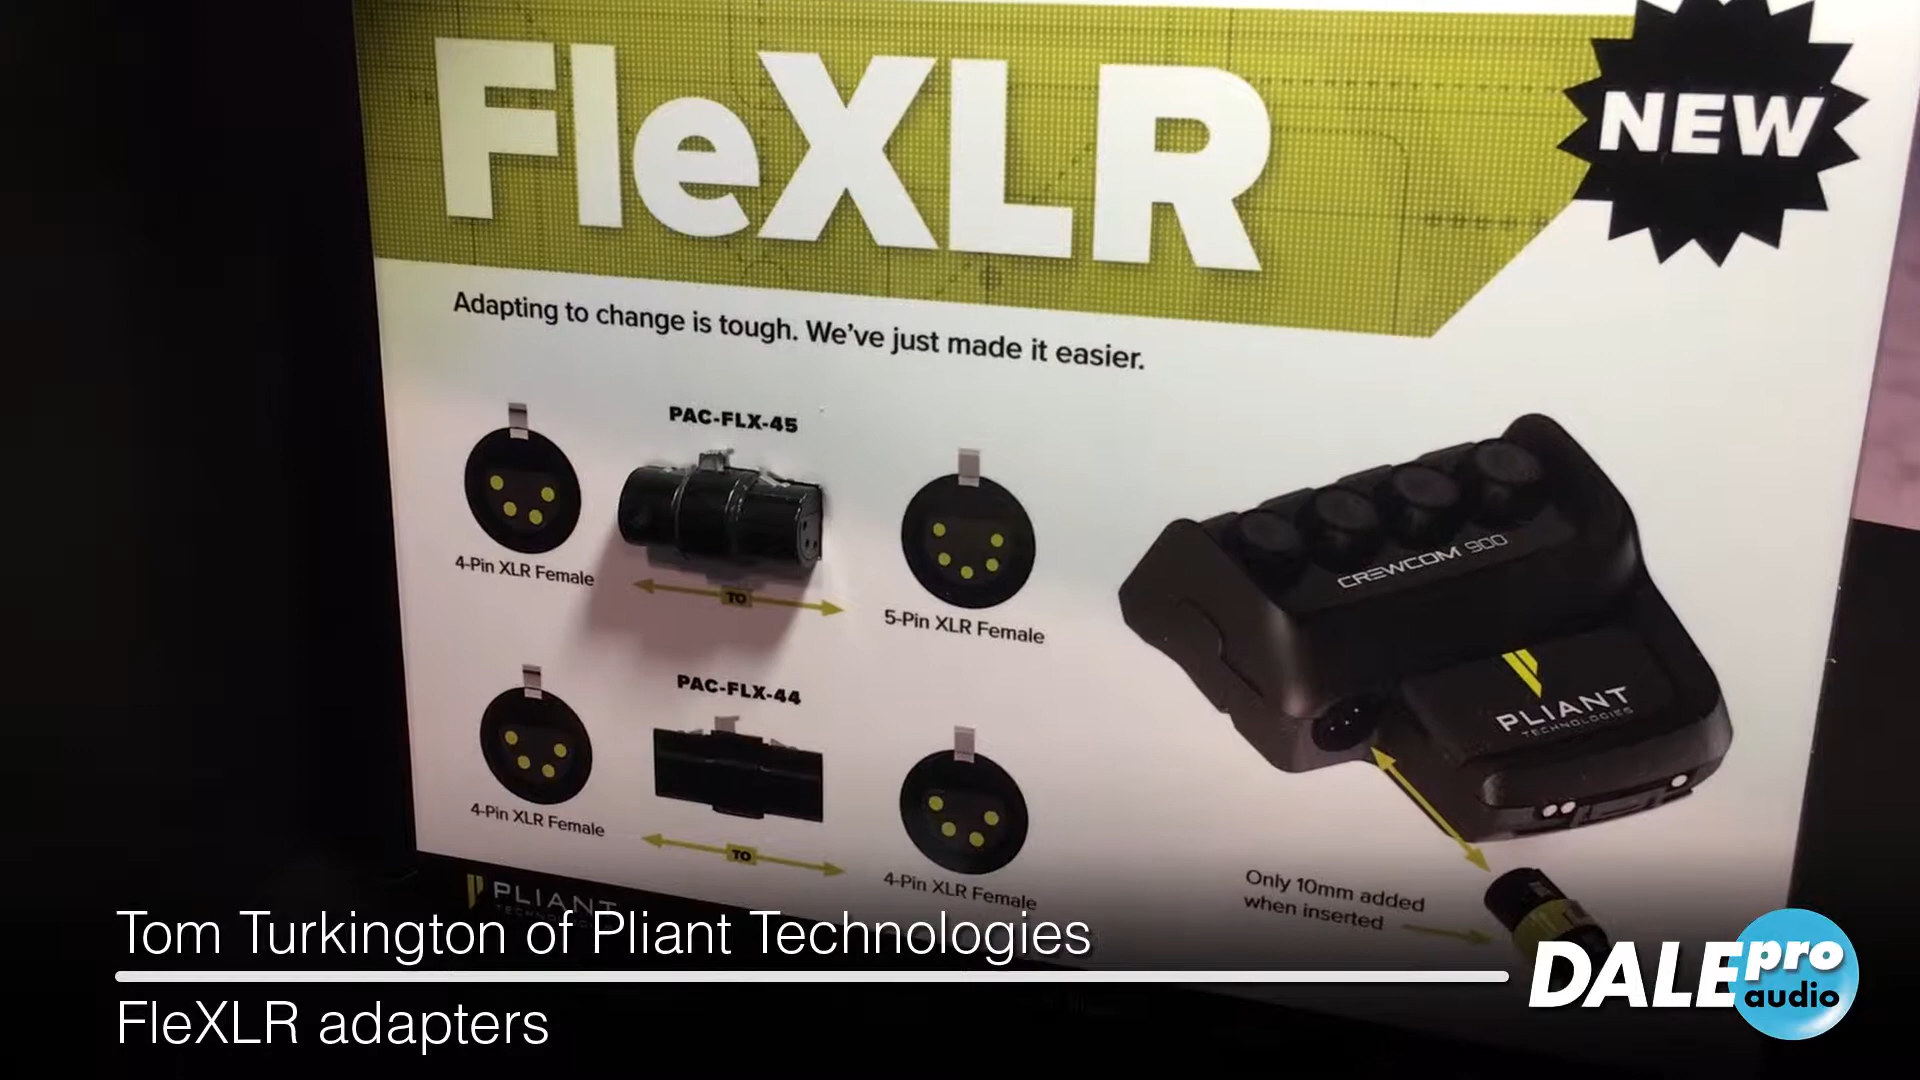 FleXLR
NEW
Adapting to change is tough. We've just made it easier.
PAC-FLX-45
4-Pin XLR Female
TO
5-Pin XLR Female
CREWCOM 900
PLIANT
TECHNOLOGIES
PAC-FLX-44
4-Pin XLR Female
TO
4-Pin XLR Female
Only 10mm added
when inserted
PLIANT
Tom Turkington of Pliant Technologies
FleXLR adapters
DALE pro
audio